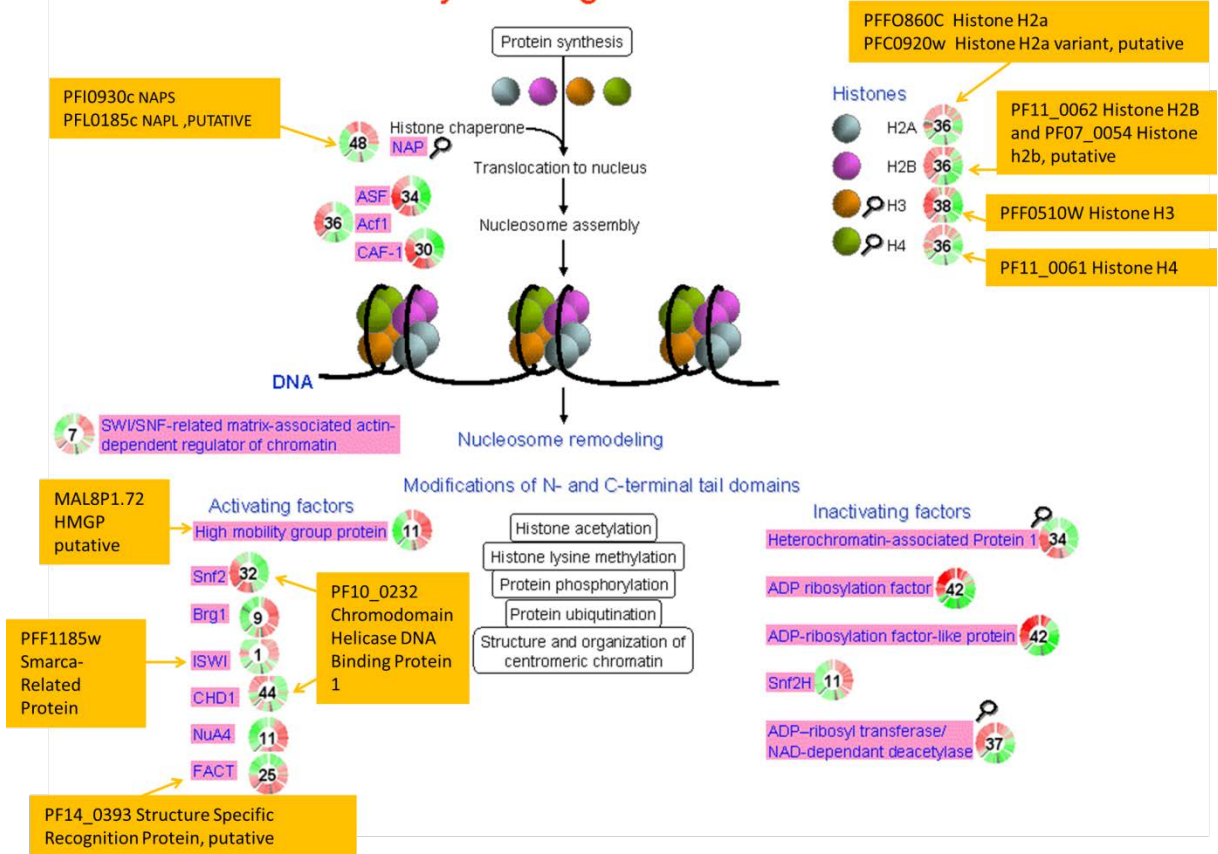 Protein synthesis
PFFO860C Histone H2a
PFC0920w Histone H2a variant, putative
PFI0930c NAPS
PFL0185c NAPL ,PUTATIVE
Histones
H2A
36
PF11_0062 Histone H2B
and PF07_0054 Histone
h2b, putative
H2B
36
H3
38
PFF0510W Histone H3
H4
36
PF11_0061 Histone H4
Histone chaperone
48
NAP
Translocation to nucleus
ASF
34
36
Acf1
CAF-1
30
Nucleosome assembly
DNA
7
SWI/SNF-related matrix-associated actin-
dependent regulator of chromatin
Nucleosome remodeling
Modifications of N- and C-terminal tail domains
MAL8P1.72
HMGP
putative
Activating factors
High mobility group protein
11
Snf2
32
Brg1
9
ISWI
1
CHD1
44
NuA4
11
FACT
25
PFF1185w
Smarca-
Related
Protein
PF10_0232
Chromodomain
Helicase DNA
Binding Protein
1
PF14_0393 Structure Specific
Recognition Protein, putative
Histone acetylation
Histone lysine methylation
Protein phosphorylation
Protein ubiqutination
Structure and organization of
centromeric chromatin
Inactivating factors
Heterochromatin-associated Protein 1
34
ADP ribosylation factor
42
ADP-ribosylation factor-like protein
42
Snf2H
11
ADP–ribosyl transferase/
NAD-dependant deacetylase
37